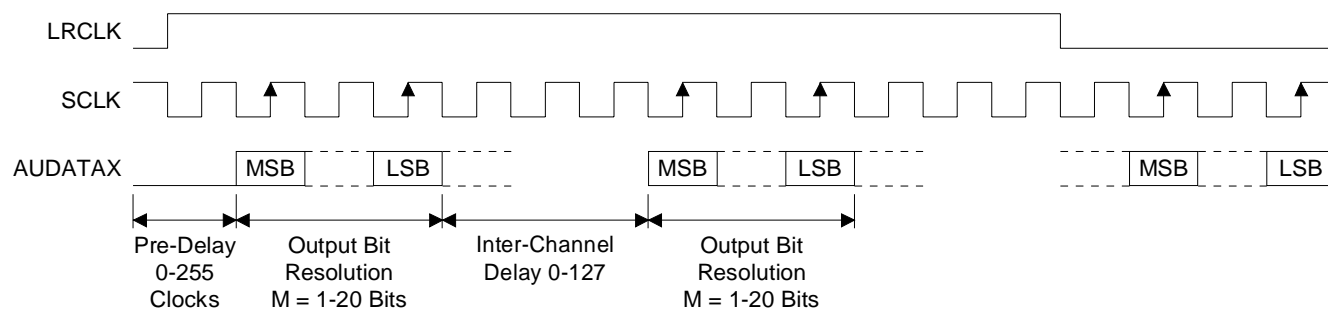 LRCLK
SCLK
AUDATAX
MSB
LSB
MSB
LSB
MSB
LSB
Pre-Delay
0-255
Clocks
Output Bit
Resolution
M = 1-20 Bits
Inter-Channel
Delay 0-127
Output Bit
Resolution
M = 1-20 Bits